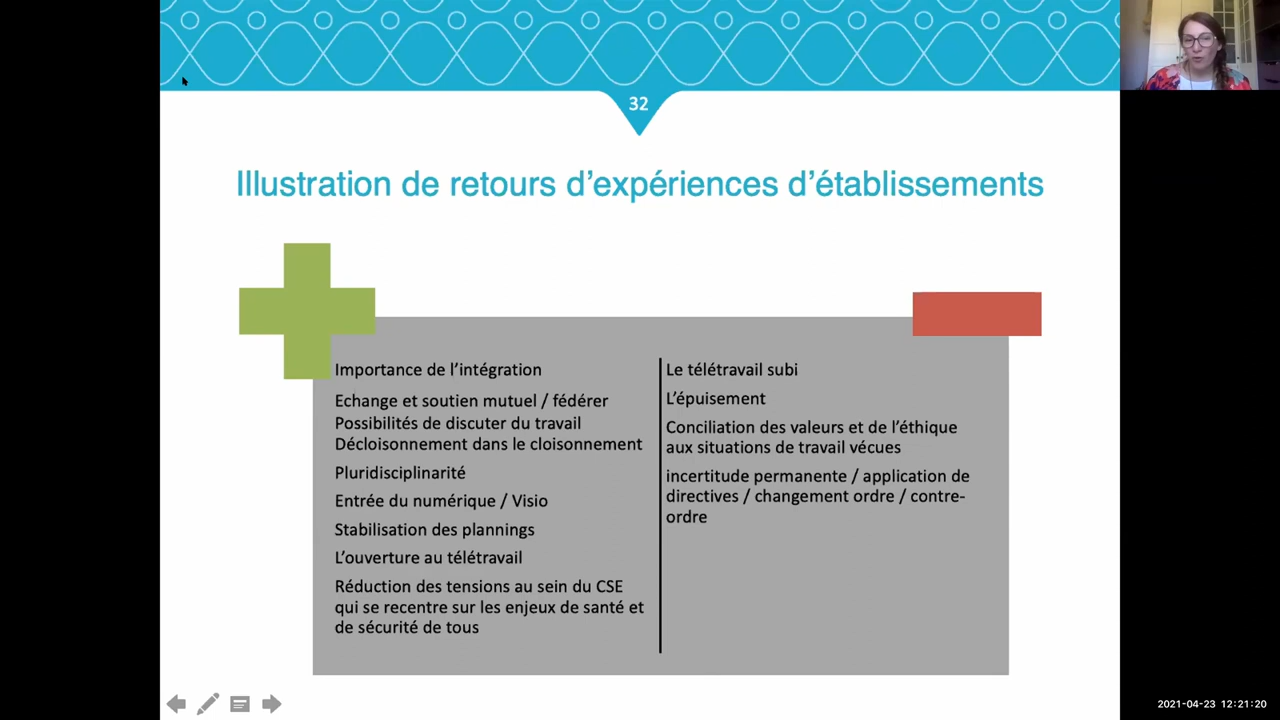 32
Illustration de retours d'expériences d'établissements
Importance de l'intégration
Echange et soutien mutuel / fédérer
Possibilités de discuter du travail
Décloisonnement dans le cloisonnement
Pluridisciplinarité
Entrée du numérique / Visio
Stabilisation des plannings
L'ouverture au télétravail
Réduction des tensions au sein du CSE
qui se recentre sur les enjeux de santé et
de sécurité de tous
Le télétravail subi
L'épuisement
Conciliation des valeurs et de l'éthique
aux situations de travail vécues
incertitude permanente / application de
directives / changement ordre / contre-
ordre
2021-04-23 12:21:20